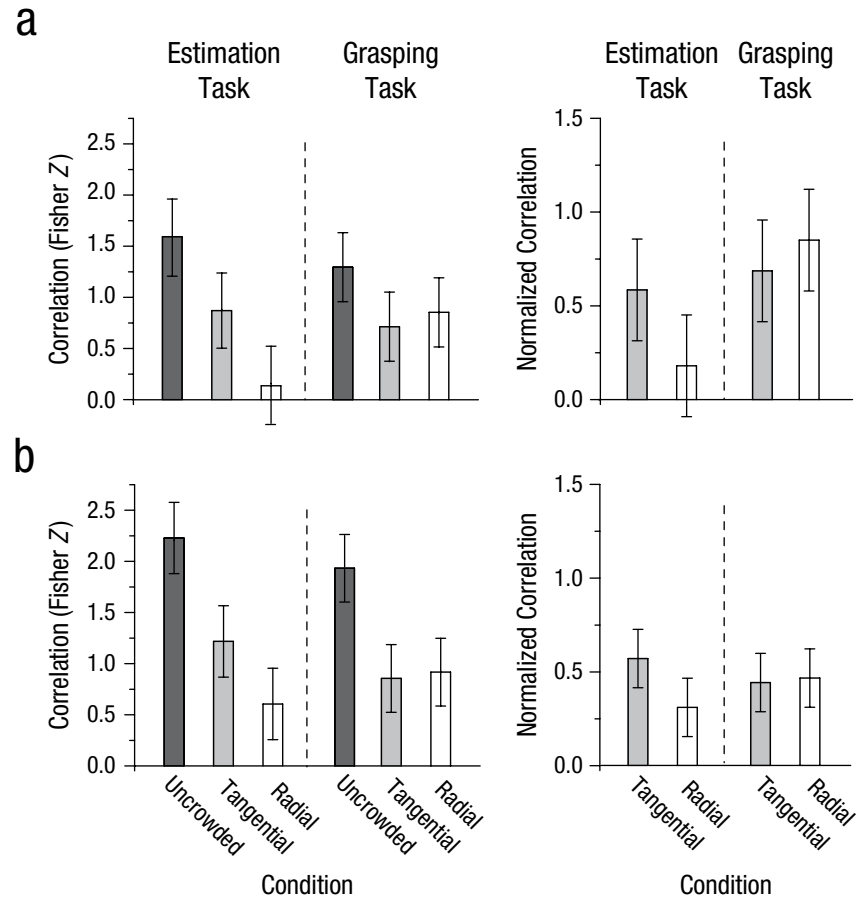 a
Estimation Task
Grasping Task
Correlation (Fisher Z)
2.5
2.0
1.5
1.0
0.5
0.0
Estimation Task
Grasping Task
Normalized Correlation
1.5
1.0
0.5
0.0
b
Correlation (Fisher Z)
2.5
2.0
1.5
1.0
0.5
0.0
Uncrowded
Tangential
Radial
Uncrowded
Tangential
Radial
Condition
Normalized Correlation
1.5
1.0
0.5
0.0
Tangential
Radial
Tangential
Radial
Condition